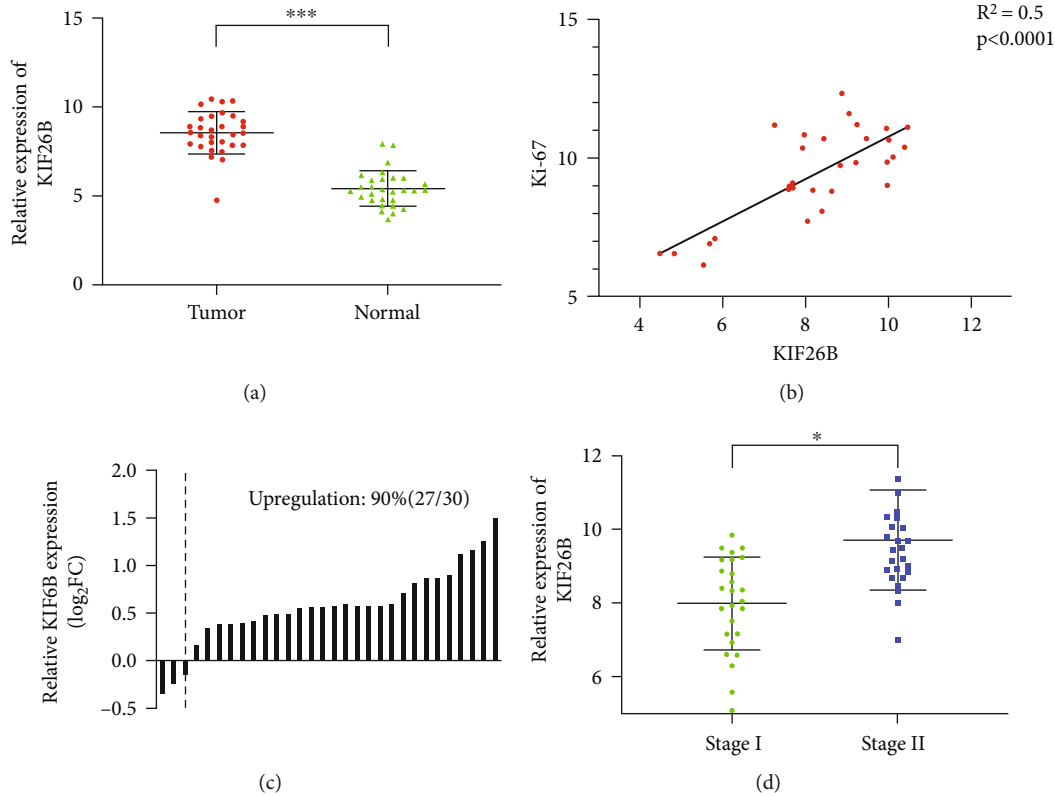 15
10
5
0
Relative expression of
KIF26B
***
Tumor
Normal
(a)
R² = 0.5
p<0.0001
15
10
5
Ki-67
4
6
8
10
12
KIF26B
(b)
2.0
1.5
1.0
0.5
0.0
–0.5
Relative KIF6B expression
(log₂FC)
Upregulation: 90%(27/30)
(c)
12
10
8
6
Relative expression of
KIF26B
*
Stage I
Stage II
(d)